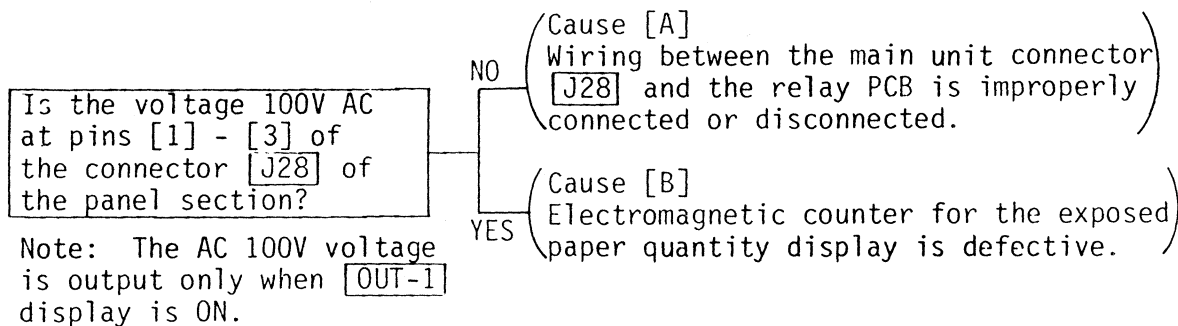 Is the voltage 100V AC
at pins [1] - [3] of
the connector J28 of
the panel section?
Note: The AC 100V voltage
is output only when OUT-1
display is ON.
NO
Cause [A]
Wiring between the main unit connector
J28 and the relay PCB is improperly
connected or disconnected.
YES
Cause [B]
Electromagnetic counter for the exposed
paper quantity display is defective.